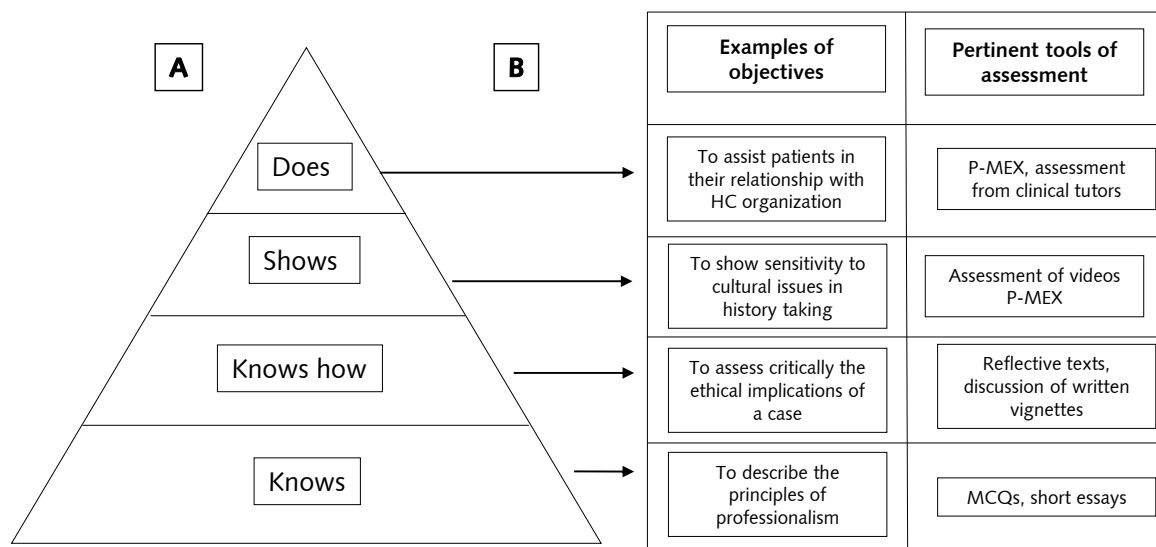 A
B
Does
Shows
Knows how
Knows
Examples of
objectives
Pertinent tools of
assessment
To assist patients in
their relationship with
HC organization
P-MEX, assessment
from clinical tutors
To show sensitivity to
cultural issues in
history taking
Assessment of videos
P-MEX
To assess critically the
ethical implications of
a case
Reflective texts,
discussion of written
vignettes
To describe the
principles of
professionalism
MCQs, short essays